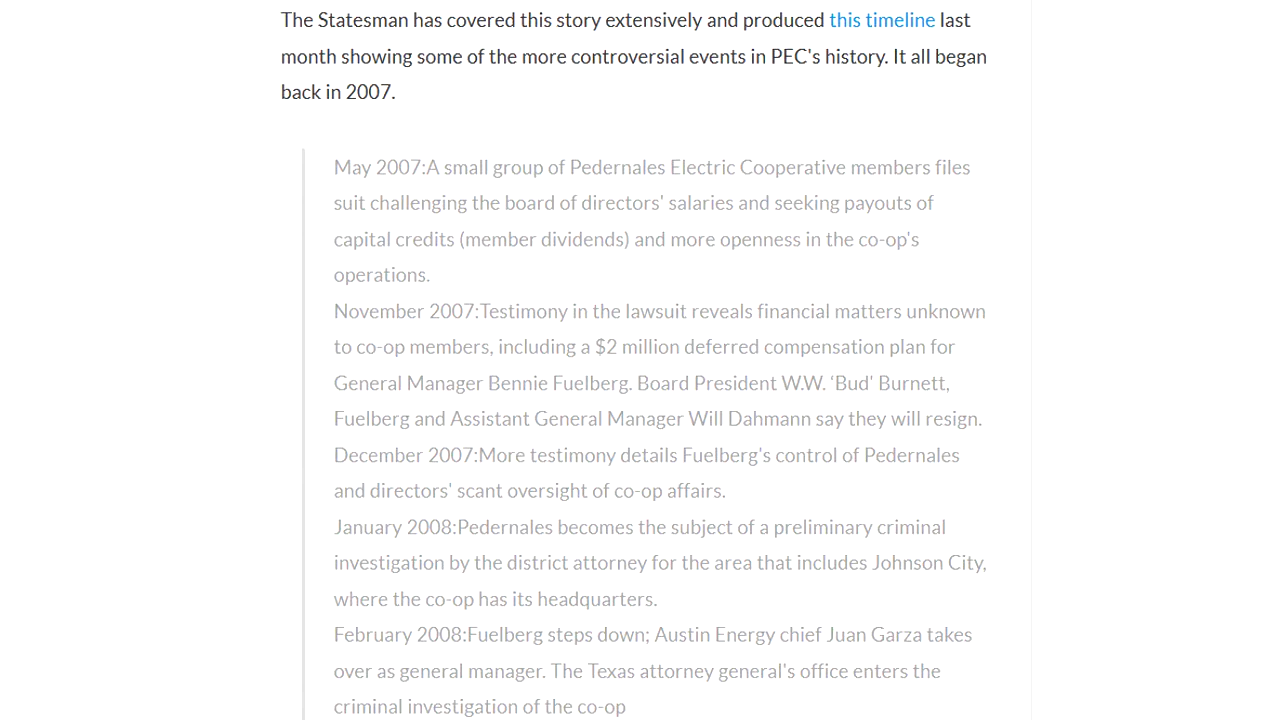 The Statesman has covered this story extensively and produced this timeline last
month showing some of the more controversial events in PEC's history. It all began
back in 2007.
May 2007:A small group of Pedernales Electric Cooperative members files
suit challenging the board of directors' salaries and seeking payouts of
capital credits (member dividends) and more openness in the co-op's
operations.
November 2007:Testimony in the lawsuit reveals financial matters unknown
to co-op members, including a $2 million deferred compensation plan for
General Manager Bennie Fuelberg. Board President W.W. ‘Bud' Burnett,
Fuelberg and Assistant General Manager Will Dahmann say they will resign.
December 2007:More testimony details Fuelberg's control of Pedernales
and directors' scant oversight of co-op affairs.
January 2008:Pedernales becomes the subject of a preliminary criminal
investigation by the district attorney for the area that includes Johnson City,
where the co-op has its headquarters.
February 2008:Fuelberg steps down; Austin Energy chief Juan Garza takes
over as general manager. The Texas attorney general's office enters the
criminal investigation of the co-op